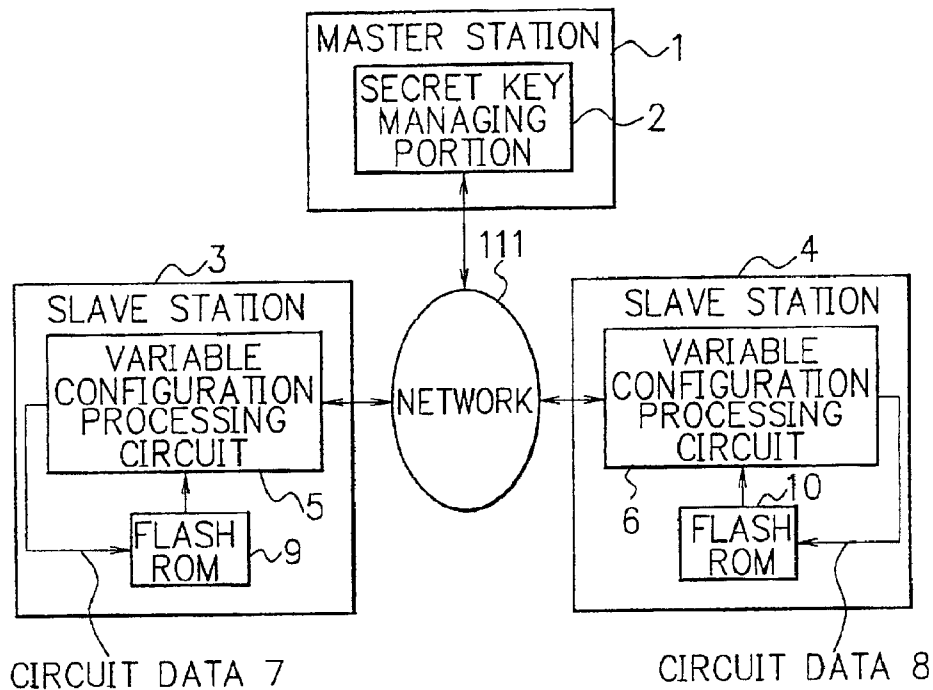 MASTER STATION
1
SECRET KEY
MANAGING
PORTION
2
111
3
SLAVE STATION
VARIABLE
CONFIGURATION
PROCESSING
CIRCUIT
5
FLASH
ROM
9
CIRCUIT DATA 7
NETWORK
4
SLAVE STATION
VARIABLE
CONFIGURATION
PROCESSING
CIRCUIT
6
10
FLASH
ROM
CIRCUIT DATA 8